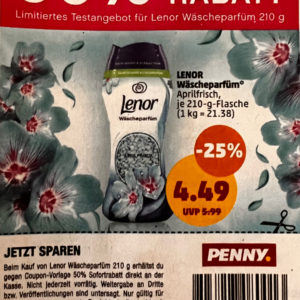 50% RABATT
Limitiertes Testangebot für Lenor Wäscheparfüm 210 g
LENOR
Wäscheparfüm©
Aprilfrisch,
je 210-g-Flasche
(1 kg = 21.38)
Lenor
Wäscheparfüm
APRILFRISCH
-25%
4.49
UVP 5.99
JETZT SPAREN
PENNY.
Beim Kauf von Lenor Wäscheparfüm 210 g erhältst du
gegen Coupon-Vorlage 50% Sofortrabatt direkt an der
Kasse. Nicht jederzeit vorrätig. Weitergabe an Dritte
bzw. Veröffentlichungen sind untersagt. Nur gültig für